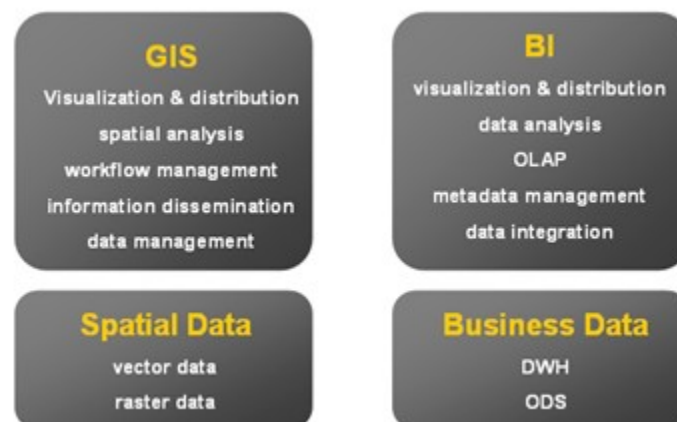 GIS
Visualization & distribution
spatial analysis
workflow management
information dissemination
data management
BI
visualization & distribution
data analysis
OLAP
metadata management
data integration
Spatial Data
vector data
raster data
Business Data
DWH
ODS